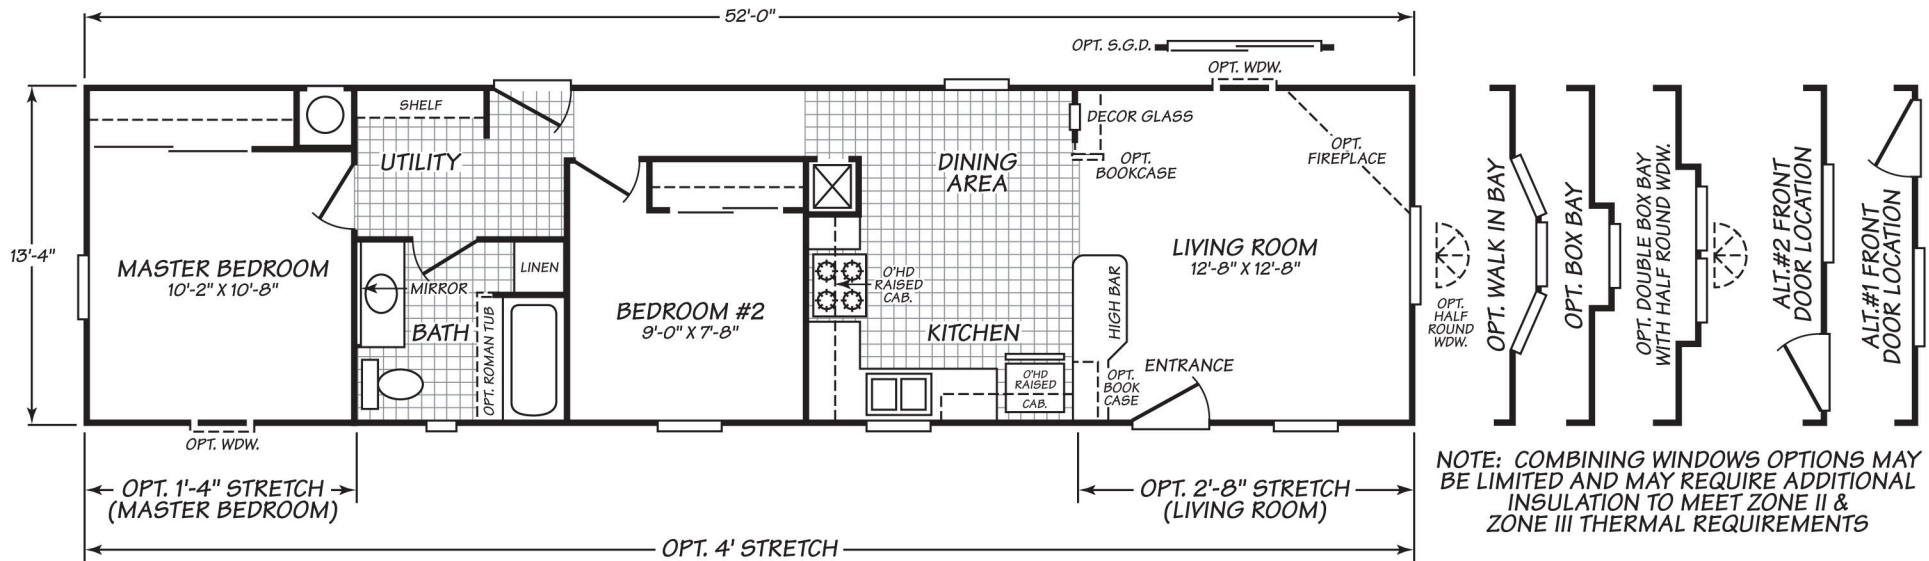 52'-0"
OPT. S.G.D.
OPT. WDW.
13'-4"
SHELF
UTILITY
DECOR GLASS
OPT.
BOOKCASE
OPT.
FIREPLACE
DINING
AREA
MASTER BEDROOM
10'-2" X 10'-8"
MIRROR
LINEN
BATH
OPT. ROMAN TUB
BEDROOM #2
9'-0" X 7'-8"
O'HD
RAISED
CAB.
KITCHEN
O'HD
RAISED
CAB.
HIGH BAR
OPT.
BOOK
CASE
LIVING ROOM
12'-8" X 12'-8"
ENTRANCE
OPT. WDW.
OPT.
HALF
ROUND
WDW.
OPT. WALK IN BAY
OPT. BOX BAY
OPT. DOUBLE BOX BAY
WITH HALF ROUND WDW.
ALT.#2 FRONT
DOOR LOCATION
ALT.#1 FRONT
DOOR LOCATION
OPT. 1'-4" STRETCH
(MASTER BEDROOM)
OPT. 2'-8" STRETCH
(LIVING ROOM)
OPT. 4' STRETCH
NOTE: COMBINING WINDOWS OPTIONS MAY
BE LIMITED AND MAY REQUIRE ADDITIONAL
INSULATION TO MEET ZONE II &
ZONE III THERMAL REQUIREMENTS